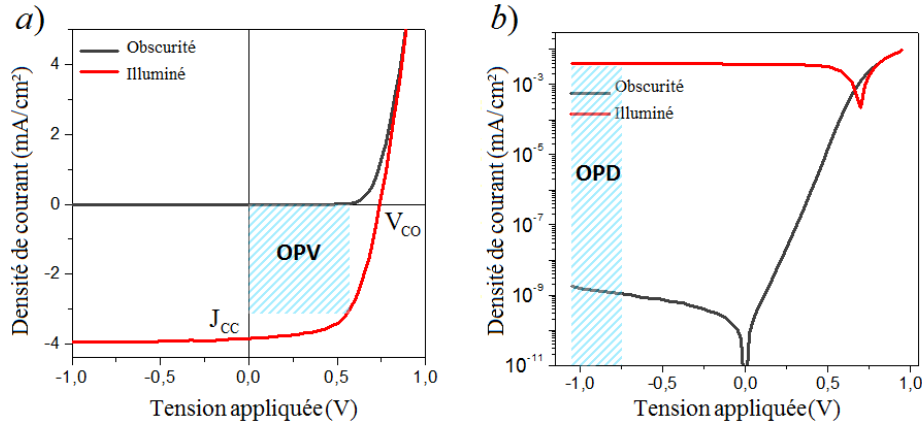 a)
Densité de courant (mA/cm²)
4
2
0
-2
-4
Obscurité
Illuminé
OPV
V_CO
J_CC
-1,0
-0,5
0,0
0,5
1,0
Tension appliquée (V)
b)
Densité de courant (mA/cm²)
10⁻³
10⁻⁵
10⁻⁷
10⁻⁹
10⁻¹¹
Obscurité
Illuminé
OPD
-1,0
-0,5
0,0
0,5
1,0
Tension appliquée (V)